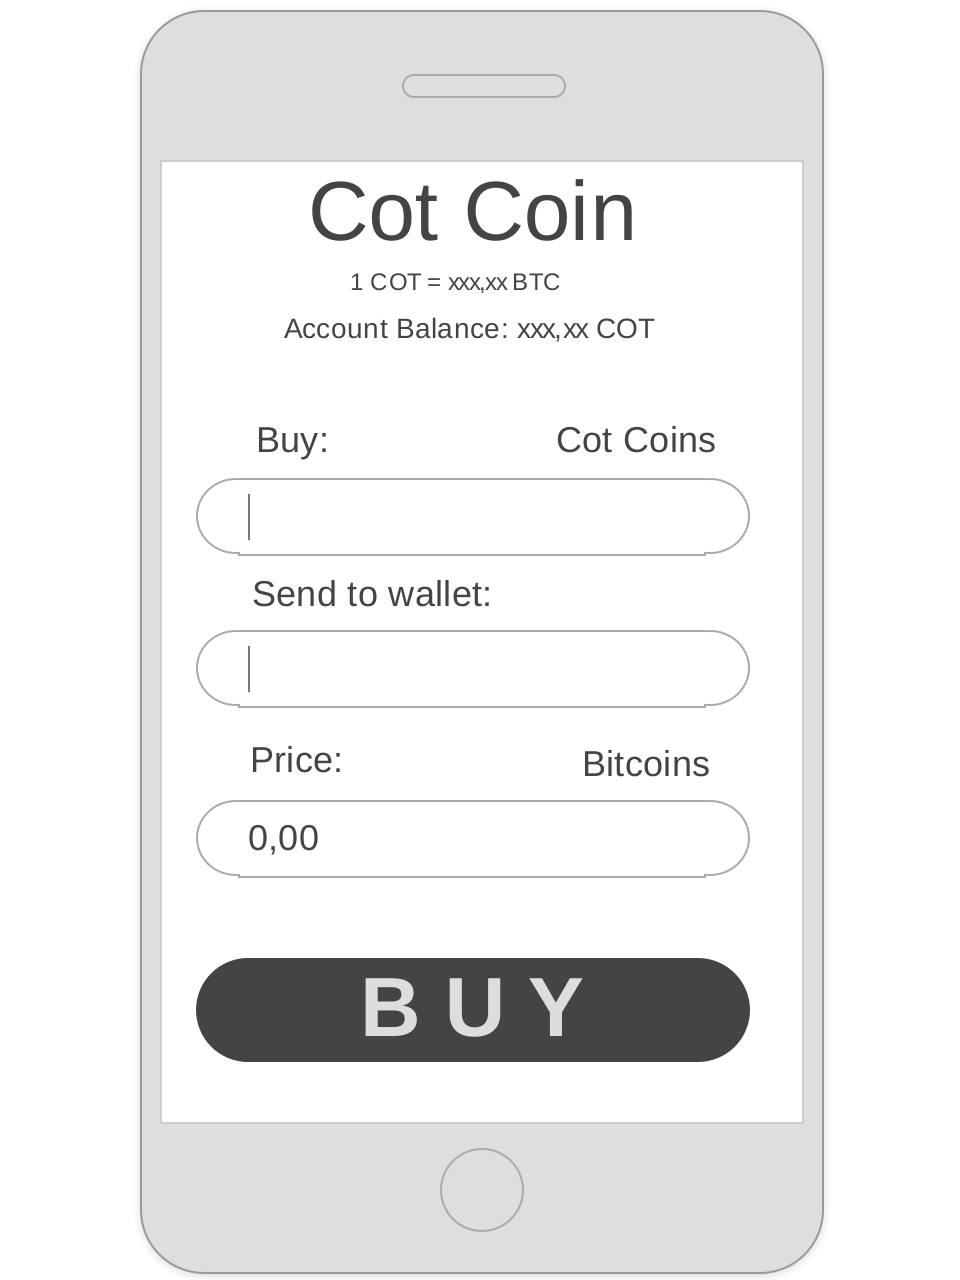 Cot Coin
1 COT = xxx,xx BTC
Account Balance: xxx,xx COT
Buy: Cot Coins
Send to wallet:
Price: Bitcoins
0,00
BUY